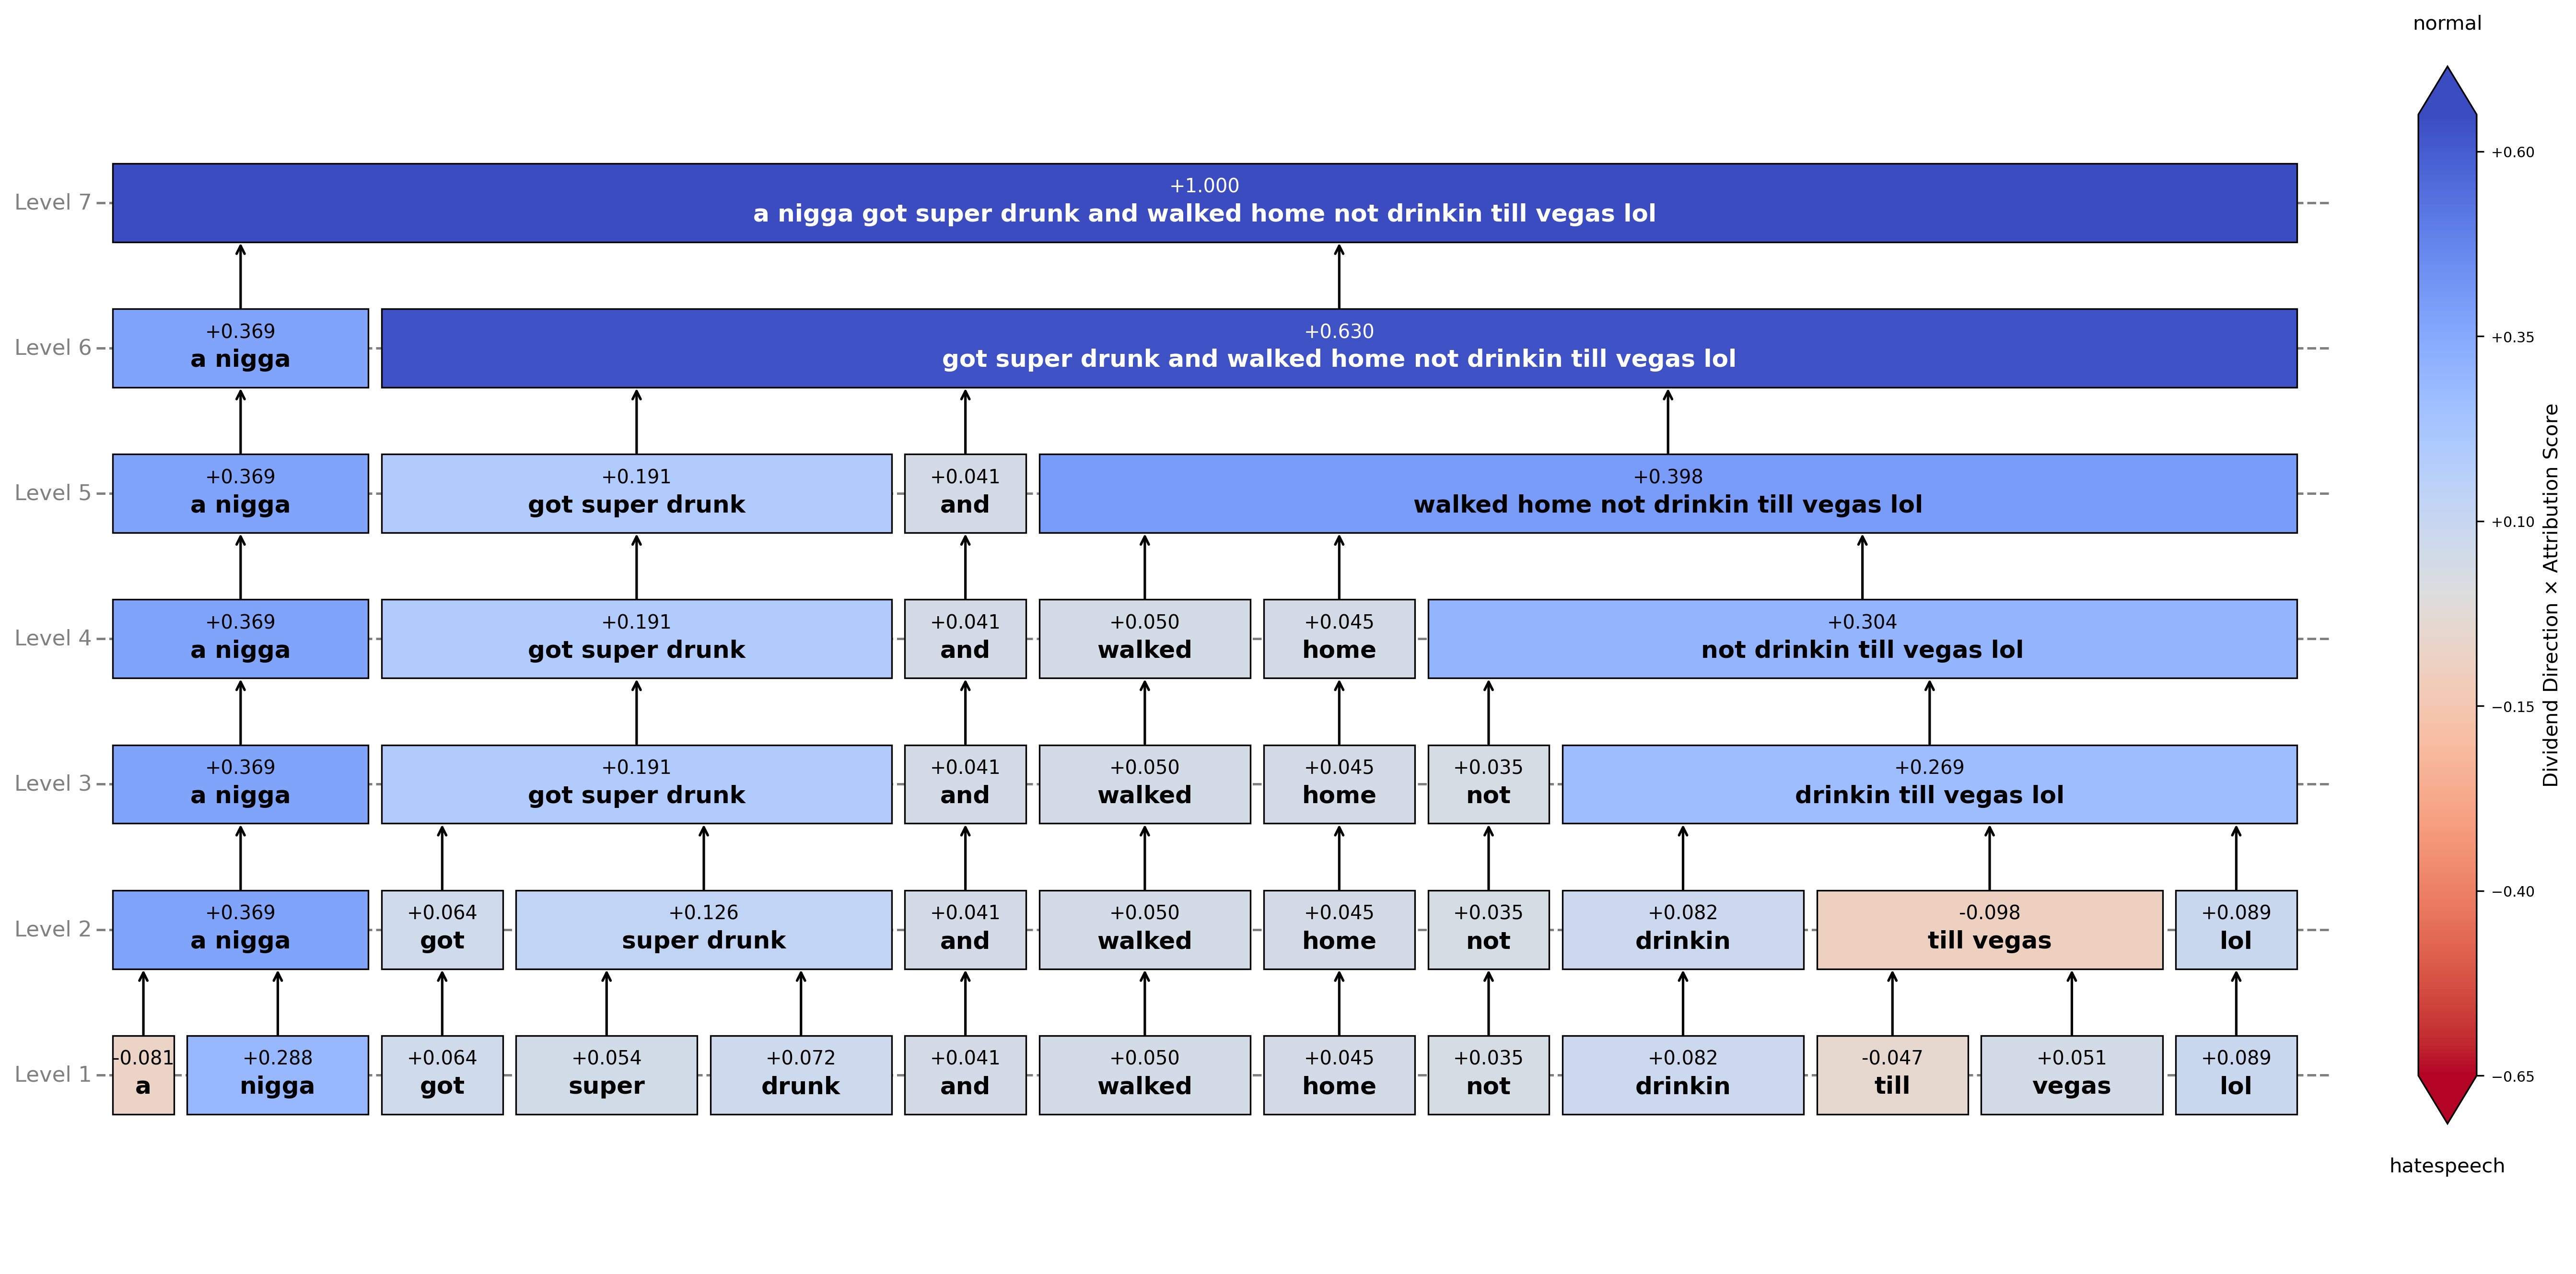 normal
+1.000
Level 7
a nigga got super drunk and walked home not drinkin till vegas lol
+0.60
+0.369 +0.630
Level 6
a nigga got super drunk and walked home not drinkin till vegas lol
+0.35
+0.369 +0.191 +0.041 +0.398
Level 5
a nigga got super drunk and walked home not drinkin till vegas lol
+0.10
+0.369 +0.191 +0.041 +0.050 +0.045 +0.304
Level 4
a nigga got super drunk and walked home not drinkin till vegas lol
−0.15
+0.369 +0.191 +0.041 +0.050 +0.045 +0.035 +0.269
Level 3
a nigga got super drunk and walked home not drinkin till vegas lol
−0.40
+0.369 +0.064 +0.126 +0.041 +0.050 +0.045 +0.035 +0.082 -0.098 +0.089
Level 2
a nigga got super drunk and walked home not drinkin till vegas lol
-0.081 +0.288 +0.064 +0.054 +0.072 +0.041 +0.050 +0.045 +0.035 +0.082 -0.047 +0.051 +0.089
Level 1
a nigga got super drunk and walked home not drinkin till vegas lol
−0.65
hatespeech
Dividend Direction × Attribution Score